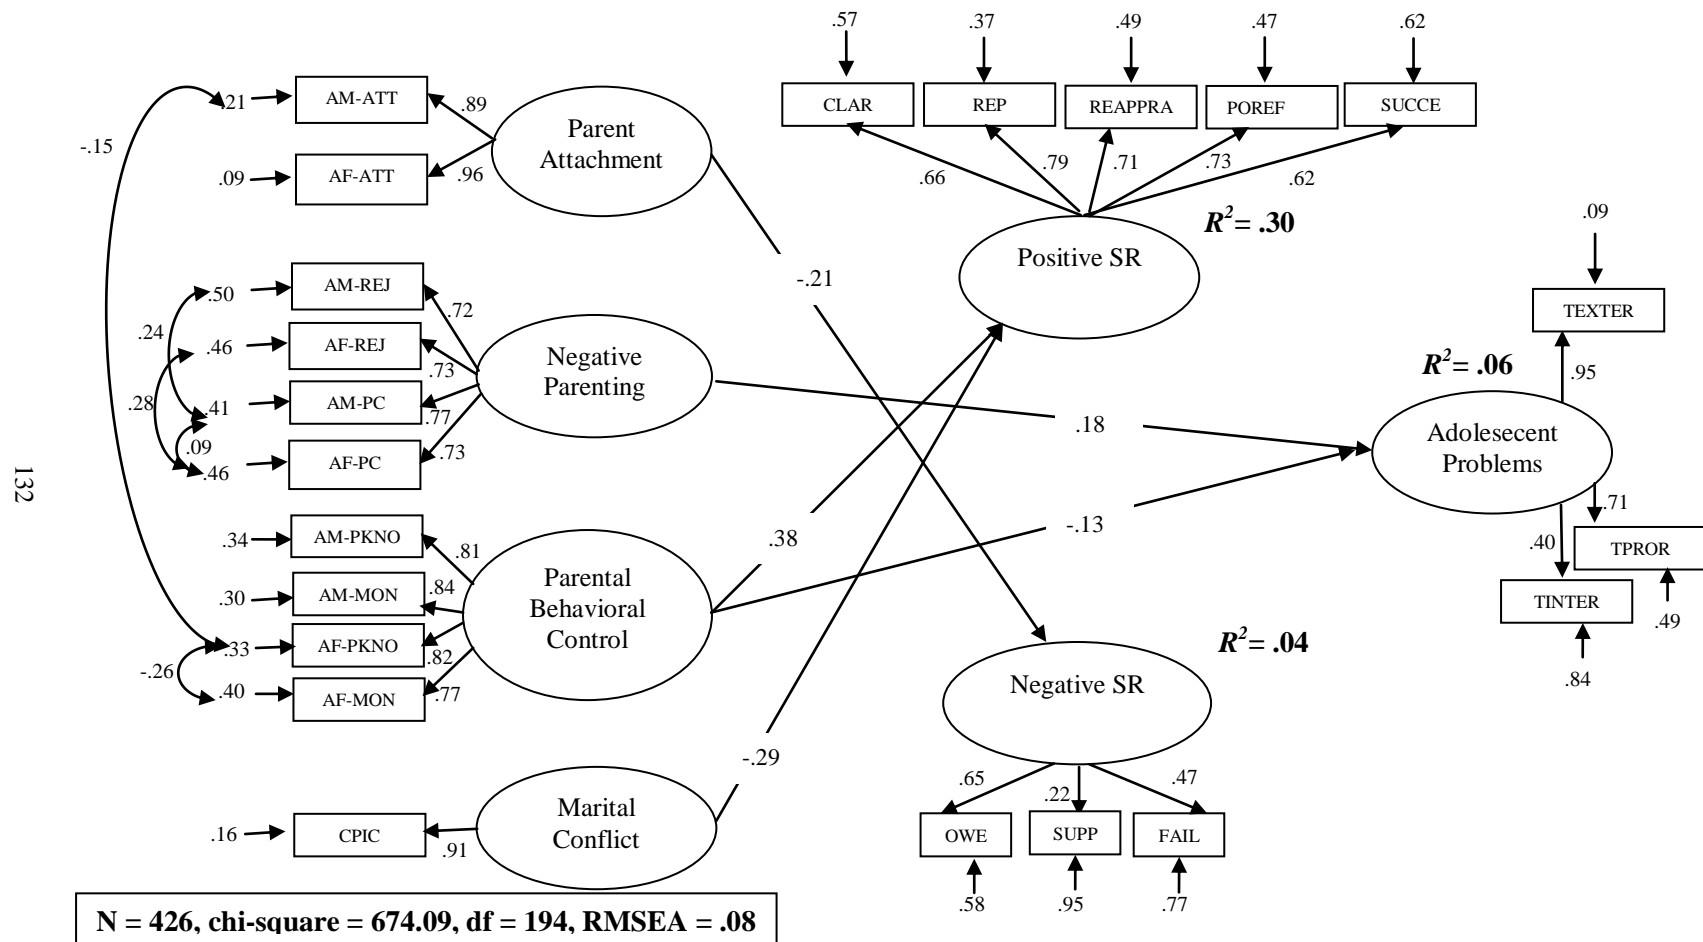 .57
.37
.49
.47
.62
CLAR
REP
REAPPRA
POREF
SUCCE
.66
.79
.71
.73
.62
Positive SR
R²= .30
-.15
.21
AM-ATT
.89
.09
AF-ATT
.96
Parent
Attachment
-.21
.50
AM-REJ
.72
.24
.46
AF-REJ
.73
.28
.41
AM-PC
.77
.09
.46
AF-PC
.73
Negative
Parenting
.18
.09
TEXTER
.95
R²= .06
Adolesecent
Problems
.71
.40
TPROR
TINTER
.49
.84
132
.34
AM-PKNO
.81
.30
AM-MON
.84
.33
AF-PKNO
.82
-.26
.40
AF-MON
.77
Parental
Behavioral
Control
.38
-.13
R²= .04
Negative SR
-.29
.65
.22
.47
OWE
SUPP
FAIL
.58
.95
.77
.16
CPIC
.91
Marital
Conflict
N = 426, chi-square = 674.09, df = 194, RMSEA = .08